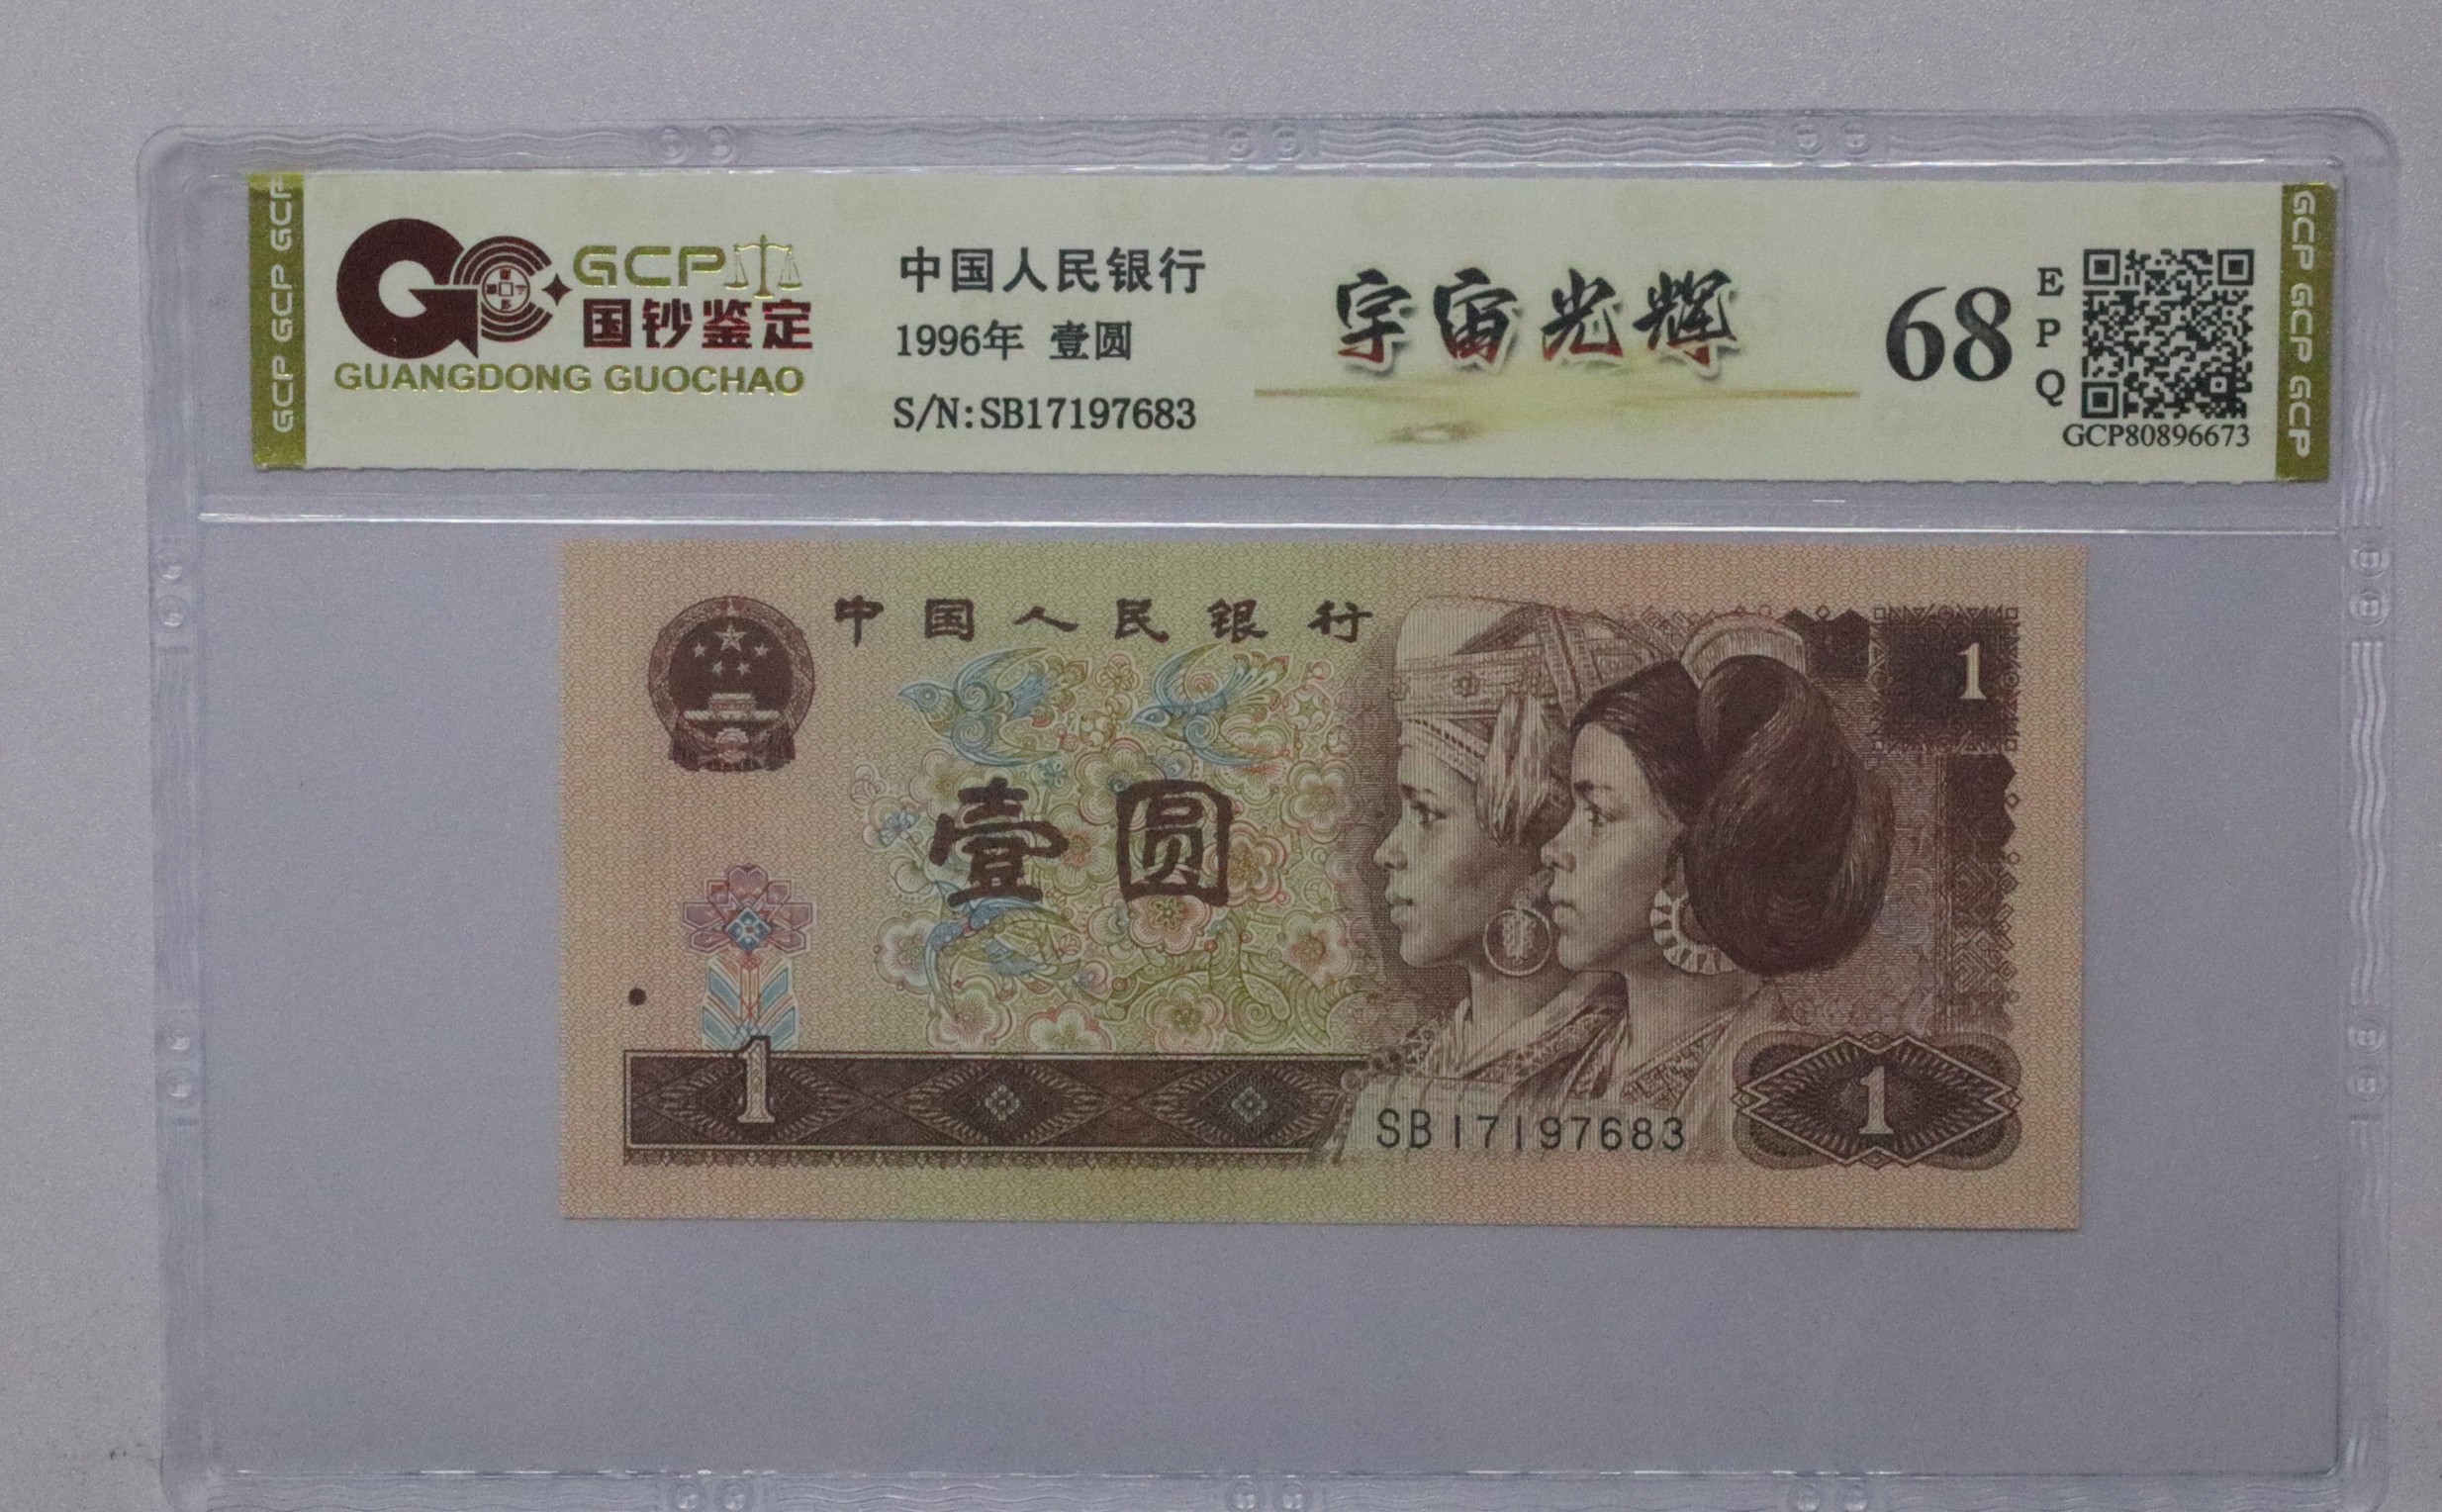 GCP GCP GCP
GCP
国钞鉴定
GUANGDONG GUOCHAO
中国人民银行
1996年 壹圆
S/N:SB17197683
宇宙光辉
68
E
P
Q
GCP80896673
GCP GCP GCP
中国人民银行
1
壹圆
1
SB17197683
1